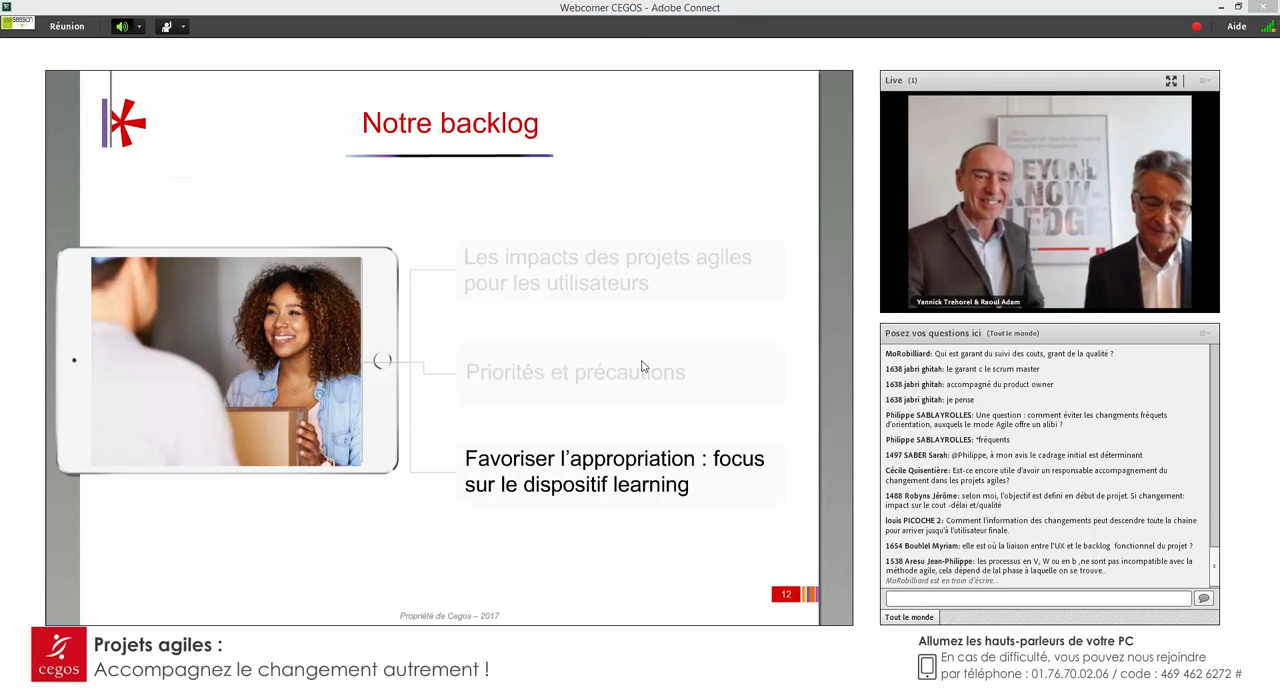 Webcorner CEGOS - Adobe Connect
Réunion
Aide
Notre backlog
Les impacts des projets agiles
pour les utilisateurs
Priorités et précautions
Favoriser l’appropriation : focus
sur le dispositif learning
12
Propriété de Cegos – 2017
Live (1)
BEYOND
KNOW-
LEDGE
Yannick Trehorel & Raoul Adam
Posez vos questions ici (Tout le monde)
MoRobilliard: Qui est garant du suivi des couts, grant de la qualité ?
1638 jabri ghitah: le garant c le scrum master
1638 jabri ghitah: accompagné du product owner
1638 jabri ghitah: je pense
Philippe SABLAYROLLES: Une question : comment éviter les changments fréquets
d'orientation, auxquels le mode Agile offre un alibi ?
Philippe SABLAYROLLES: *fréquents
1497 SABER Sarah: @Philippe, à mon avis le cadrage initial est déterminant
Cécile Quisentière: Est-ce encore utile d'avoir un responsable accompagnement du
changement dans les projets agiles?
1488 Robyns Jérôme: selon moi, l'objectif est defini en début de projet. Si changement:
impact sur le cout -délai et/qualité
louis PICOCHE 2: Comment l'information des changements peut descendre toute la chaine
pour arriver jusqu'à l'utilisateur finale.
1654 Bouhlel Myriam: elle est où la liaison entre l'UX et le backlog fonctionnel du projet ?
1538 Aresu Jean-Philippe: les processus en V, W ou en b ,ne sont pas incompatible avec la
méthode agile, cela dépend de lal phase à laquelle on se trouve..
MoRobilliard est en train d'écrire...
Tout le monde
cegos
Projets agiles :
Accompagnez le changement autrement !
Allumez les hauts-parleurs de votre PC
En cas de difficulté, vous pouvez nous rejoindre
par téléphone : 01.76.70.02.06 / code : 469 462 6272 #